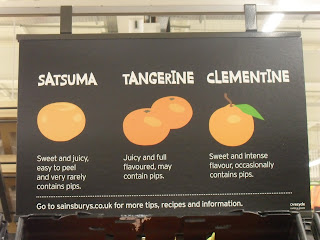 SATSUMA
TANGERINE
CLEMENTINE
Sweet and juicy,
easy to peel
and very rarely
contains pips.
Juicy and full
flavoured, may
contain pips.
Sweet and intense
flavour, occasionally
contains pips.
Go to sainsburys.co.uk for more tips, recipes and information.